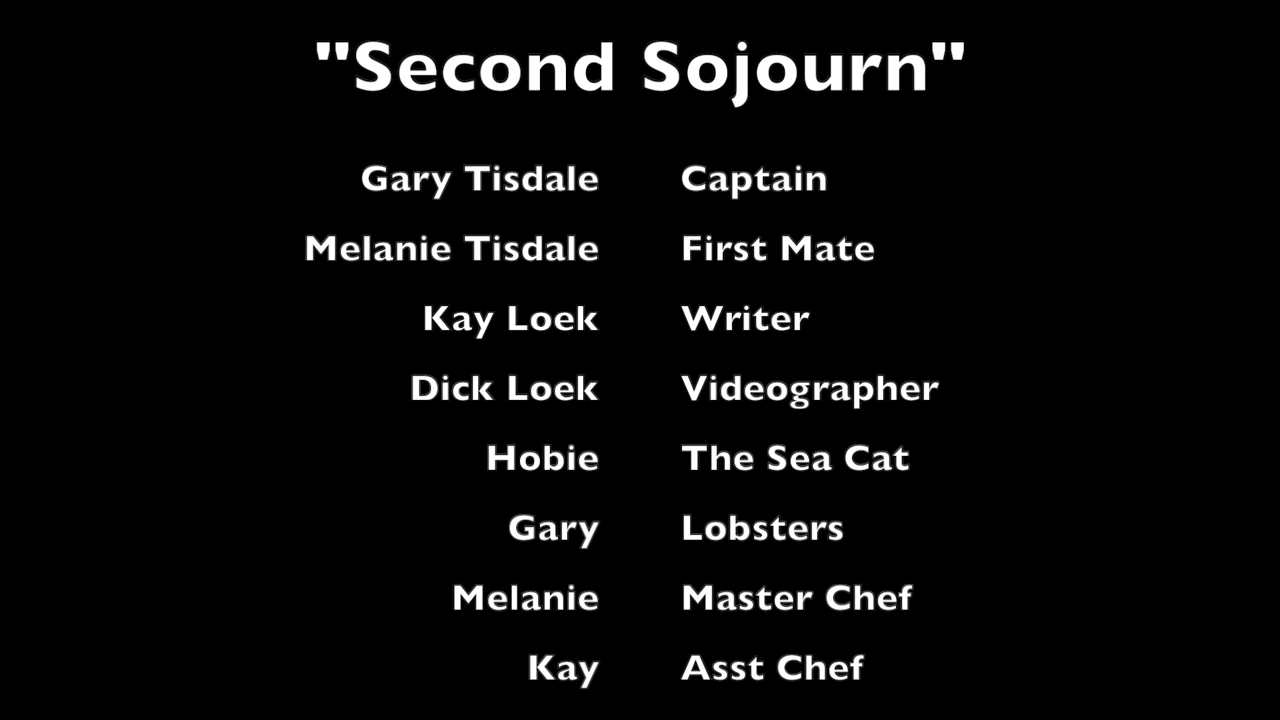 "Second Sojourn"
Gary Tisdale Captain
Melanie Tisdale First Mate
Kay Loek Writer
Dick Loek Videographer
Hobie The Sea Cat
Gary Lobsters
Melanie Master Chef
Kay Asst Chef